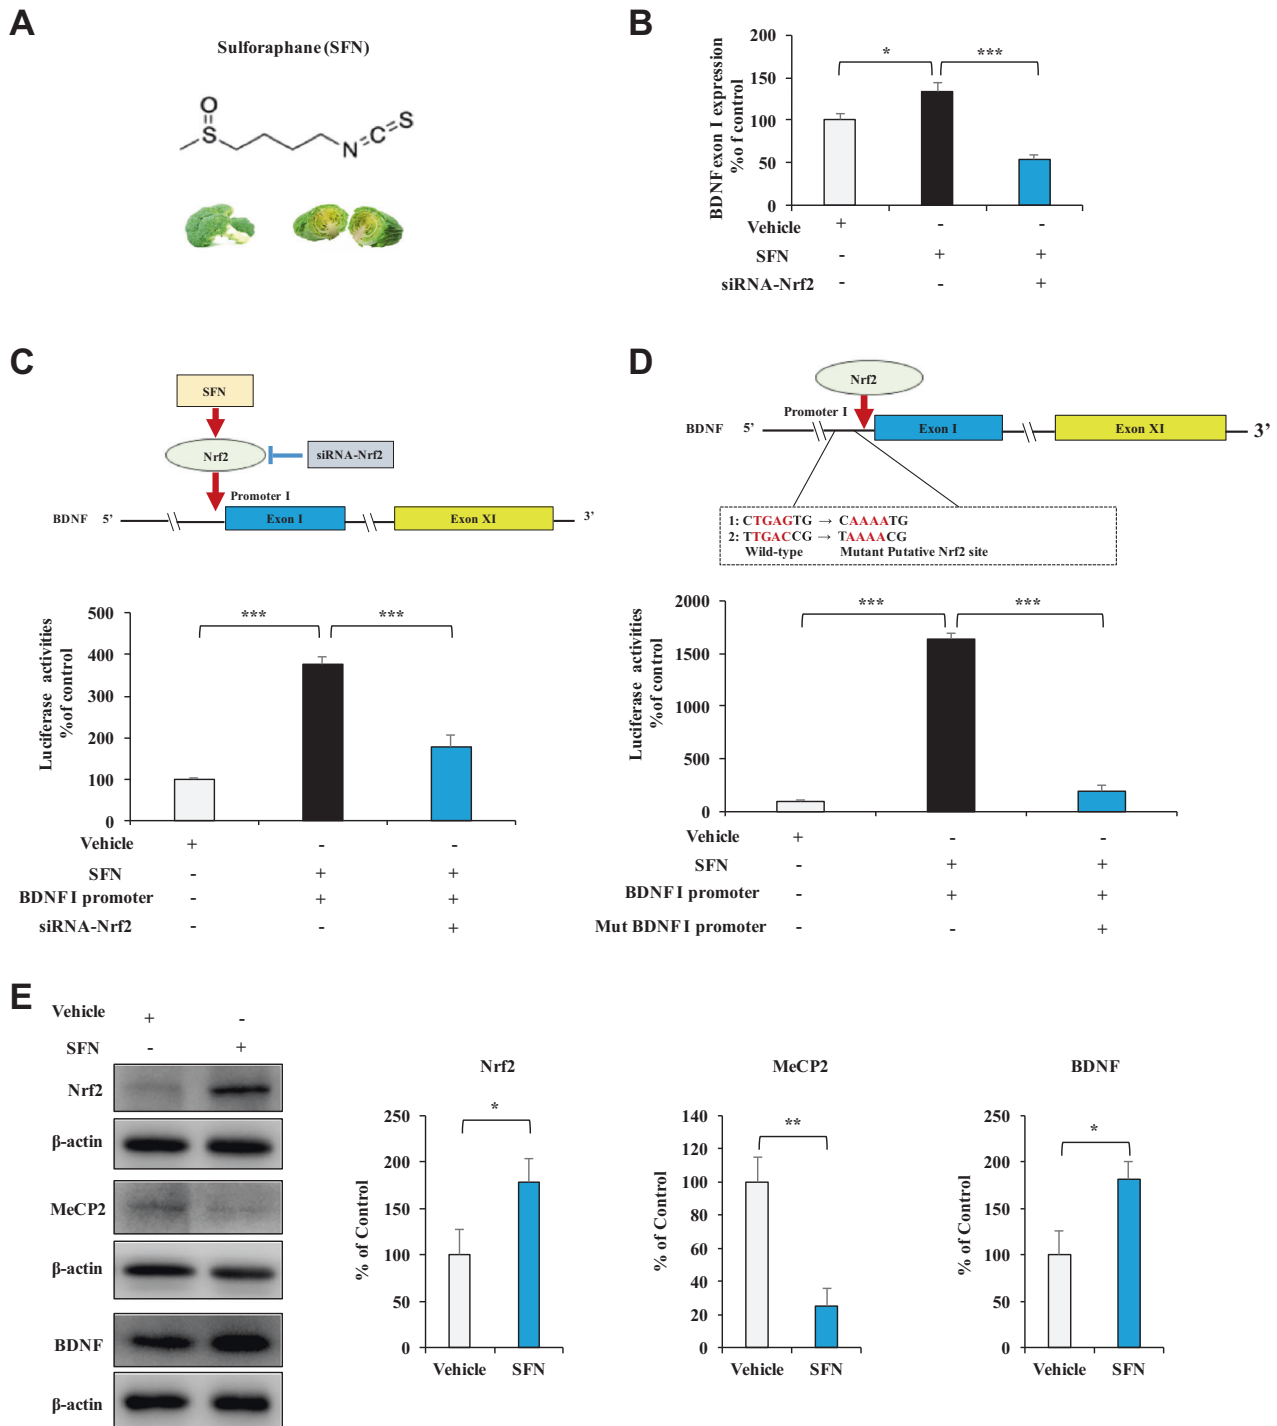 A
Sulforaphane (SFN)
O
S
N
C
S
B
BDNF exon I expression
%o f control
200
150
100
50
0
*
***
Vehicle + - -
SFN - + +
siRNA-Nrf2 - - +
C
SFN
Nrf2
siRNA-Nrf2
Promoter I
BDNF 5’ Exon I Exon XI 3’
Luciferase activities
%of control
500
400
300
200
100
0
***
***
Vehicle + - -
SFN - + +
BDNF I promoter - + +
siRNA-Nrf2 - - +
D
Nrf2
Promoter I
BDNF 5’ Exon I Exon XI 3’
1: CTGAGTG → CAAAATG
2: TTGACCG → TAAAACG
Wild-type Mutant Putative Nrf2 site
Luciferase activities
%of control
2000
1500
1000
500
0
***
***
Vehicle + - -
SFN - + +
BDNF I promoter - + +
Mut BDNF I promoter - - +
E
Vehicle + -
SFN - +
Nrf2
β-actin
MeCP2
β-actin
BDNF
β-actin
Nrf2
% of Control
250
200
150
100
50
0
*
Vehicle SFN
MeCP2
% of Control
140
120
100
80
60
40
20
0
**
Vehicle SFN
BDNF
% of Control
250
200
150
100
50
0
*
Vehicle SFN